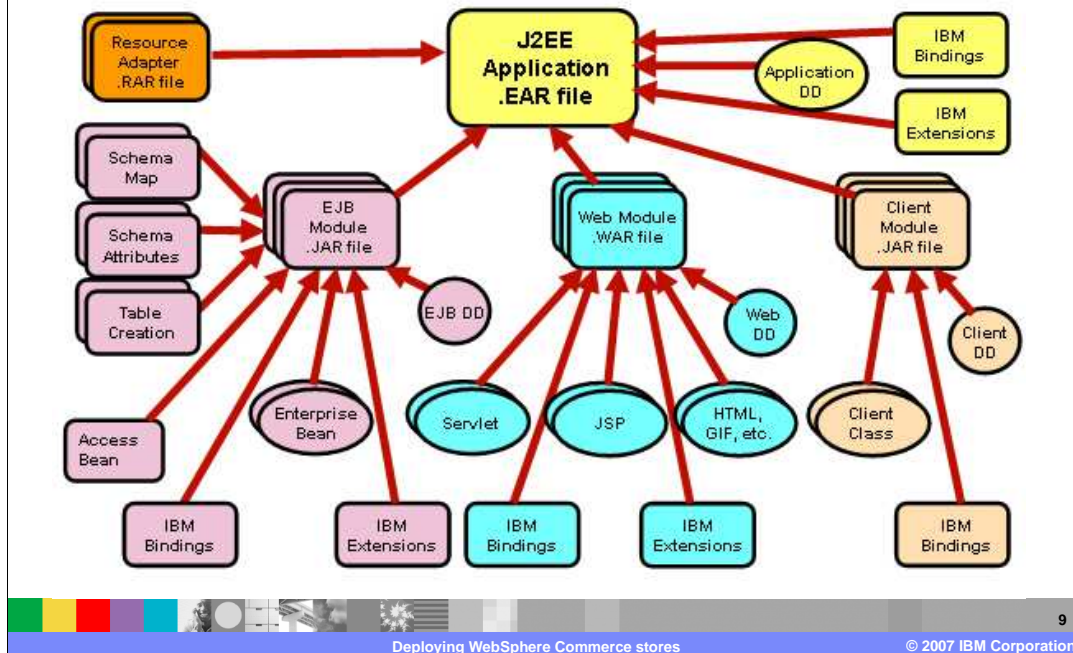 Resource
Adapter
.RAR file
J2EE
Application
.EAR file
Application
DD
IBM
Bindings
IBM
Extensions
Schema
Map
Schema
Attributes
Table
Creation
EJB
Module
.JAR file
Web Module
.WAR file
Client
Module
.JAR file
EJB DD
Web
DD
Client
DD
Access
Bean
Enterprise
Bean
Servlet
JSP
HTML,
GIF, etc.
Client
Class
IBM
Bindings
IBM
Extensions
IBM
Bindings
IBM
Extensions
IBM
Bindings
9
Deploying WebSphere Commerce stores
© 2007 IBM Corporation